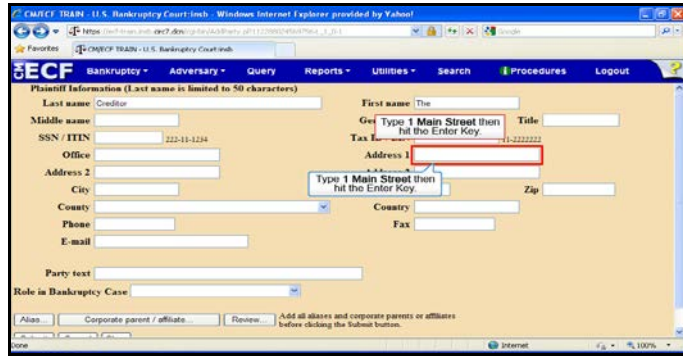 CM/ECF TRAIN - U.S. Bankruptcy Court:insb - Windows Internet Explorer provided by Yahoo!
Google
Favorites CM/ECF TRAIN - U.S. Bankruptcy Court:insb
CM ECF Bankruptcy Adversary Query Reports Utilities Search Procedures Logout ?
Plaintiff Information (Last name is limited to 50 characters)
Last name Creditor First name The
Middle name Title
Type 1 Main Street then
hit the Enter Key.
SSN / ITIN 222-11-1234 11-2222222
Office Address 1
Address 2
Type 1 Main Street then
hit the Enter Key.
City Zip
County Country
Phone Fax
E-mail
Party text
Role in Bankruptcy Case
Alias... Corporate parent / affiliate... Review... Add all aliases and corporate parents or affiliates
before clicking the Submit button.
Done Internet 100%